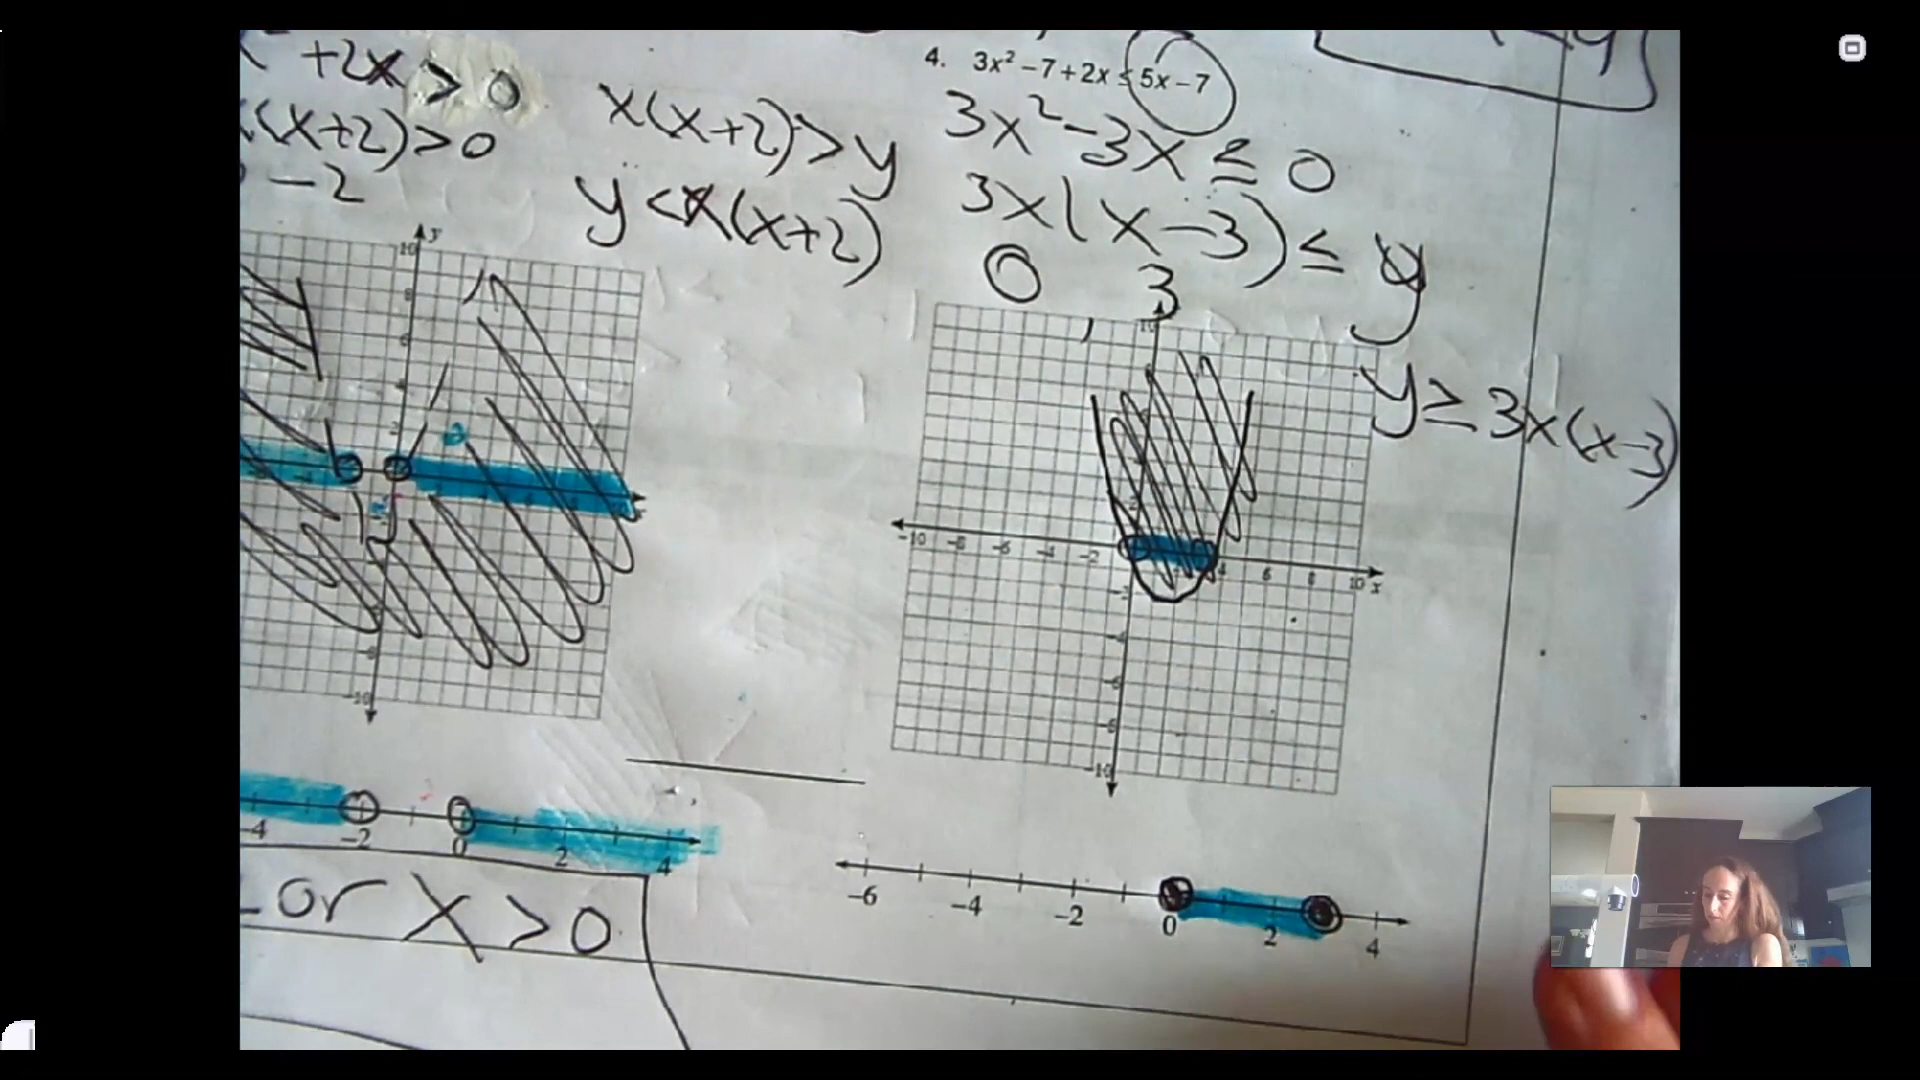 +2x > 0
(x+2)>0
-2
x(x+2)>y
y<x(x+2)
4. 3x² – 7 + 2x ≤ 5x – 7
3x²-3x ≤ 0
3x(x-3) ≤ y
0 3
y ≥ 3x(x-3)
10 y
8
6
4
2
-10
10
-10 -8 -6 -4 -2 4 6 8 10 x
-2
-4
-6
-8
-10
-4 -2 0 2 4
or x > 0
-6 -4 -2 0 2 4